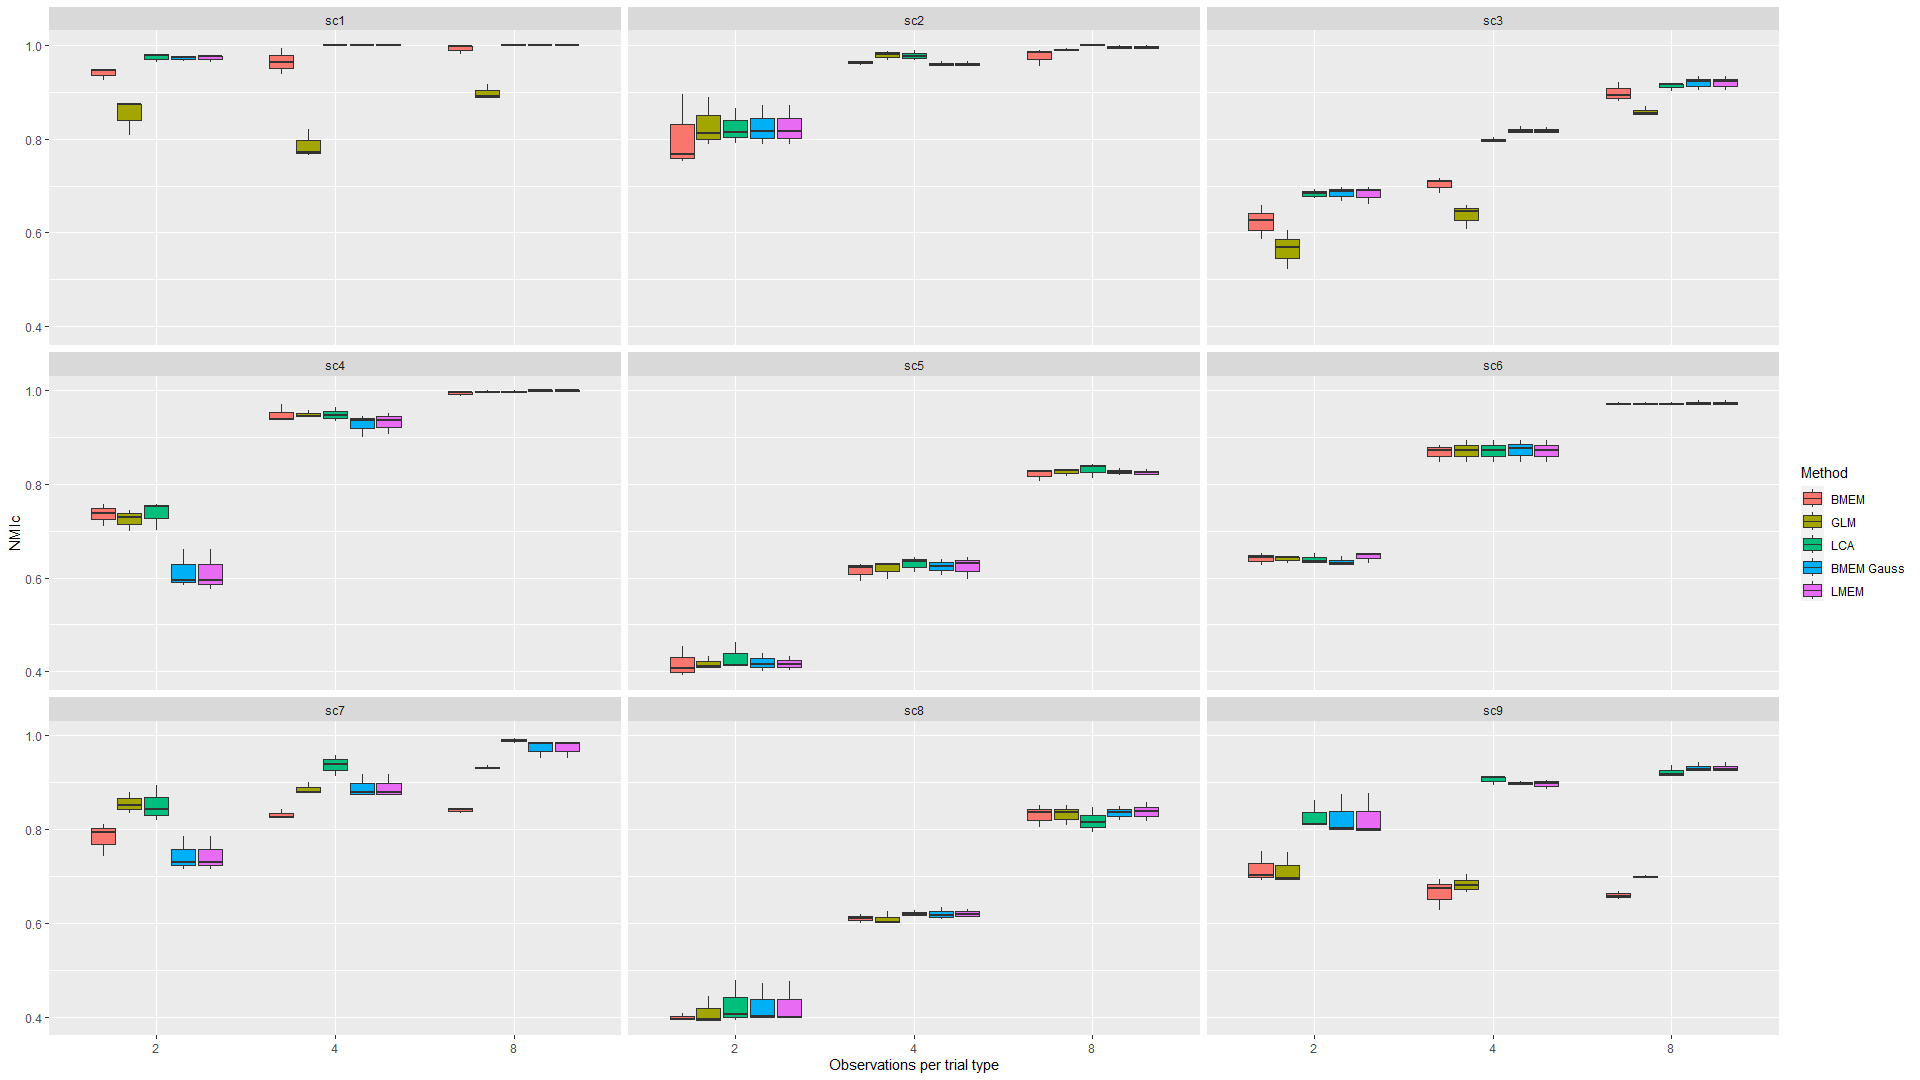 sc1 sc2 sc3
1.0
0.8
0.6
0.4
sc4 sc5 sc6
1.0
0.8
0.6
0.4
sc7 sc8 sc9
1.0
0.8
0.6
0.4
2 4 8 2 4 8 2 4 8
Observations per trial type
NMIc
Method
BMEM
GLM
LCA
BMEM Gauss
LMEM